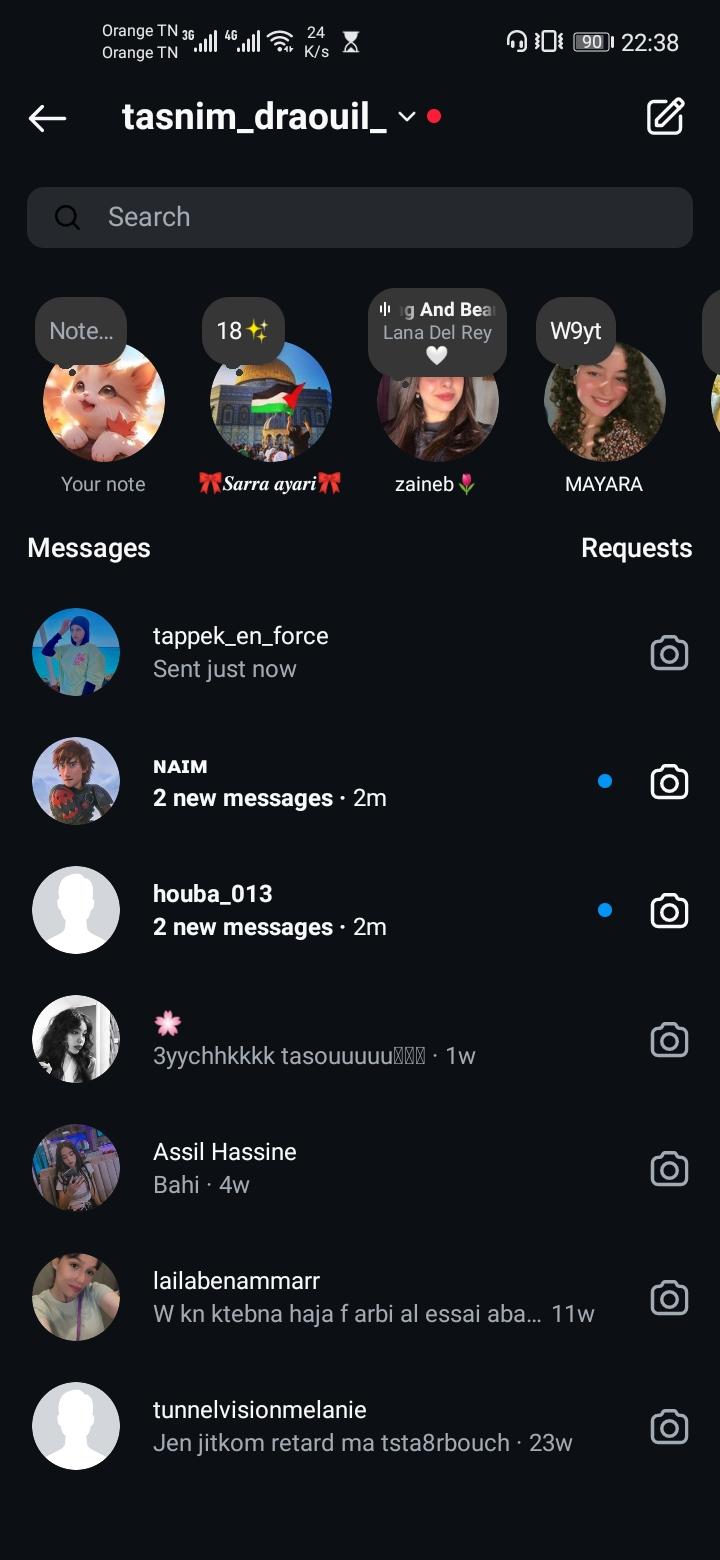 Orange TN 3G 4G 24 90 22:38
Orange TN K/s
tasnim_draouil_
Search
Note...
18✨
g And Bea
Lana Del Rey
🤍
W9yt
Your note
🎀𝑺𝒂𝒓𝒓𝒂 𝒂𝒚𝒂𝒓𝒊🎀
zaineb🌷
MAYARA
Messages Requests
tappek_en_force
Sent just now
ɴᴀɪᴍ
2 new messages · 2m
houba_013
2 new messages · 2m
🌸
3yychhkkkk tasouuuuu · 1w
Assil Hassine
Bahi · 4w
lailabenammarr
W kn ktebna haja f arbi al essai aba... 11w
tunnelvisionmelanie
Jen jitkom retard ma tsta8rbouch · 23w